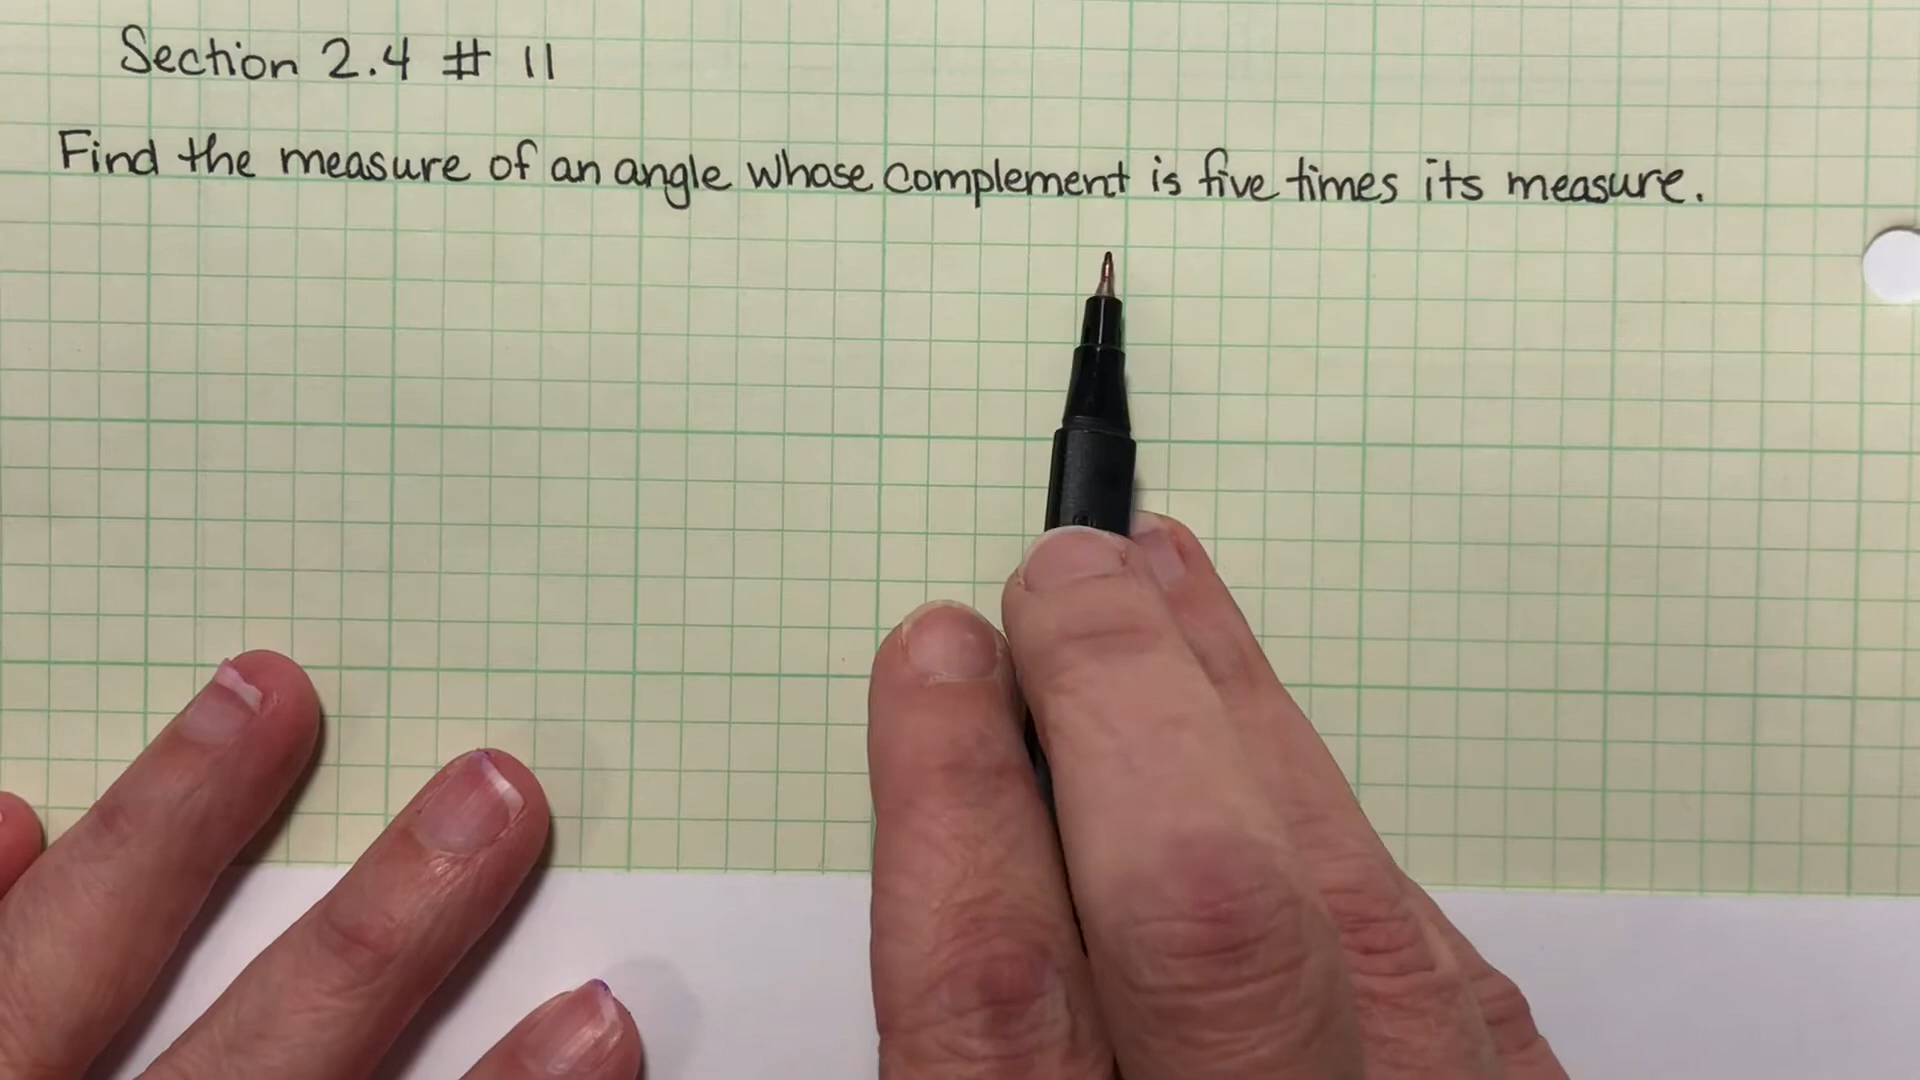 Section 2.4 # 11
Find the measure of an angle whose complement is five times its measure.